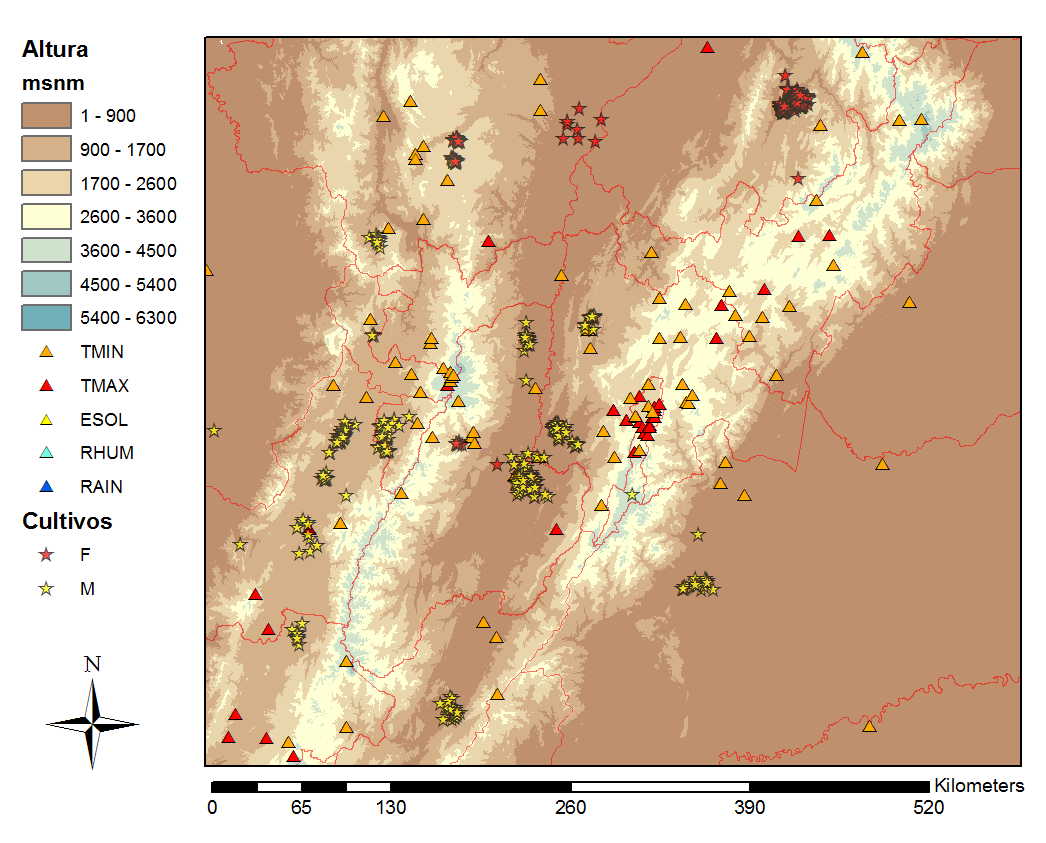 Altura
msnm
1 - 900
900 - 1700
1700 - 2600
2600 - 3600
3600 - 4500
4500 - 5400
5400 - 6300
TMIN
TMAX
ESOL
RHUM
RAIN
Cultivos
F
M
N
Kilometers
0 65 130 260 390 520